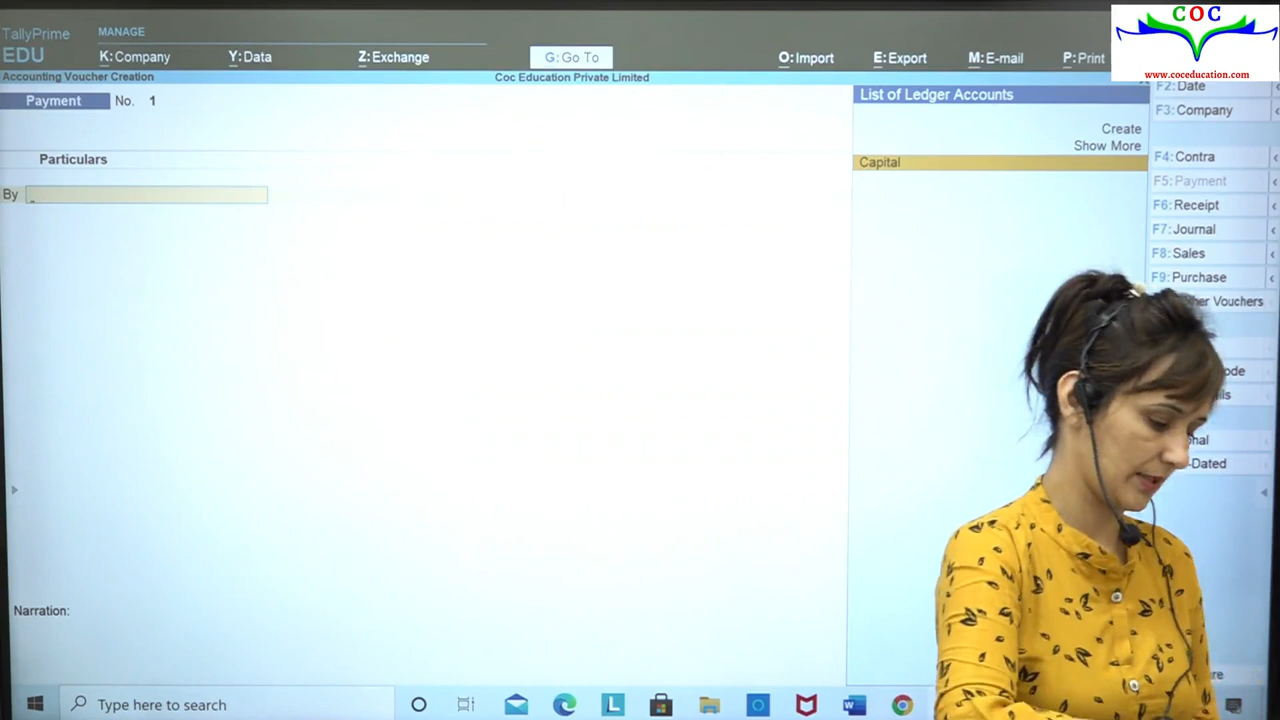 TallyPrime
EDU
MANAGE
K: Company
Y: Data
Z: Exchange
G: Go To
O: Import
E: Export
M: E-mail
P: Print
COC
www.coceducation.com
Accounting Voucher Creation
Coc Education Private Limited
Payment No. 1
Particulars
By
Narration:
List of Ledger Accounts
Create
Show More
Capital
F2: Date
F3: Company
F4: Contra
F5: Payment
F6: Receipt
F7: Journal
F8: Sales
F9: Purchase
Vouchers
-Dated
Type here to search